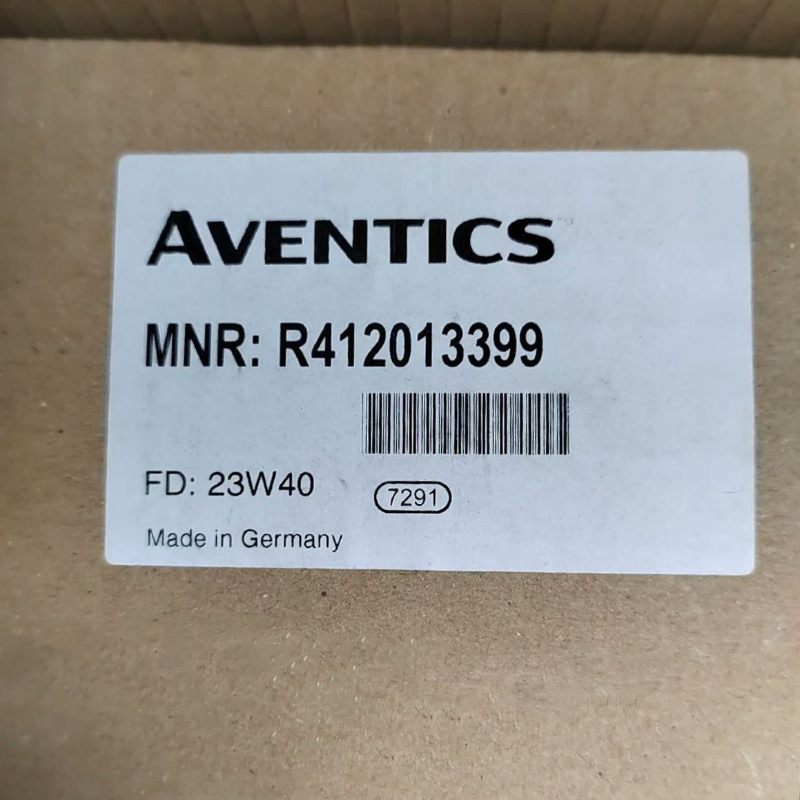 AVENTICS
MNR: R412013399
FD: 23W40
7291
Made in Germany